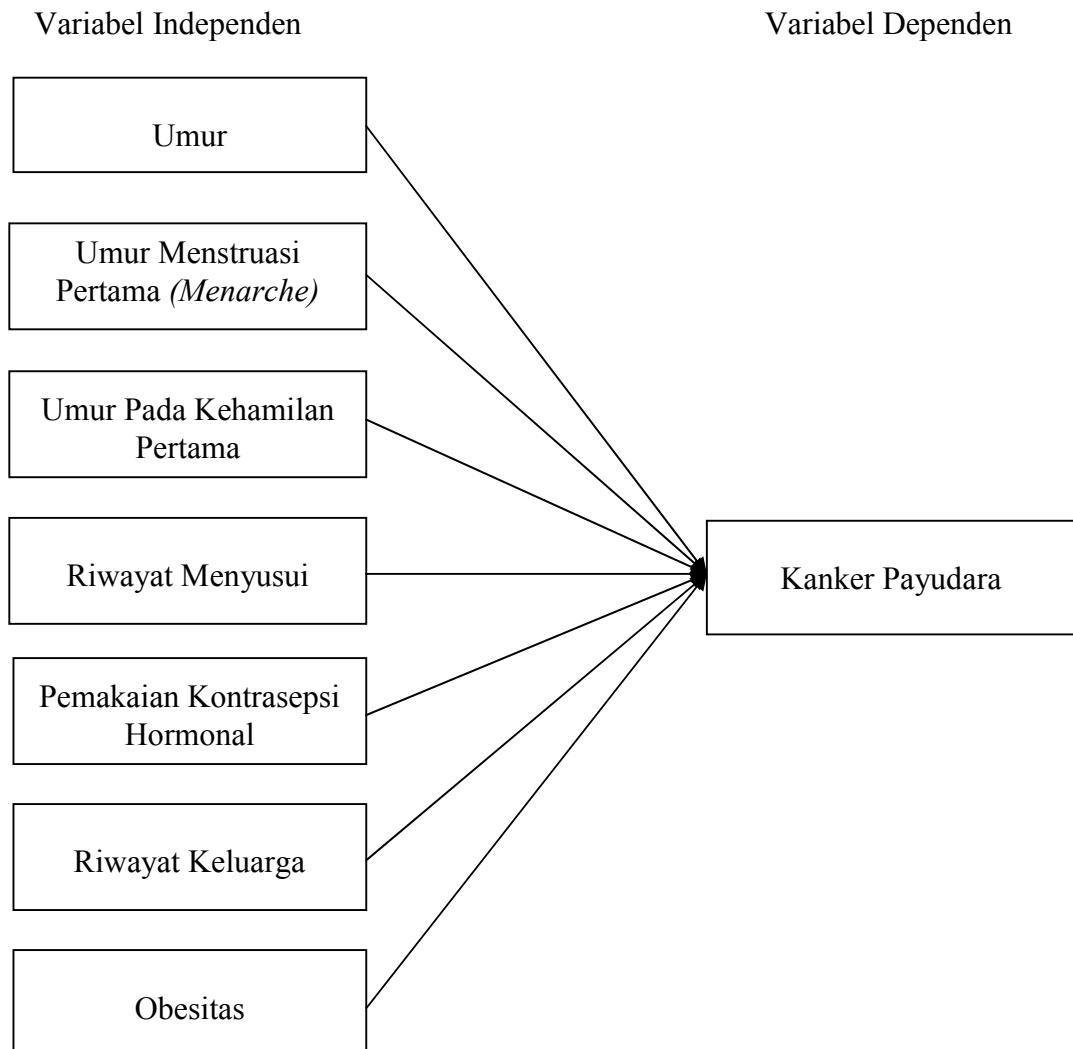 Variabel Independen
Variabel Dependen
Umur
Umur Menstruasi
Pertama (Menarche)
Umur Pada Kehamilan
Pertama
Riwayat Menyusui
Kanker Payudara
Pemakaian Kontrasepsi
Hormonal
Riwayat Keluarga
Obesitas